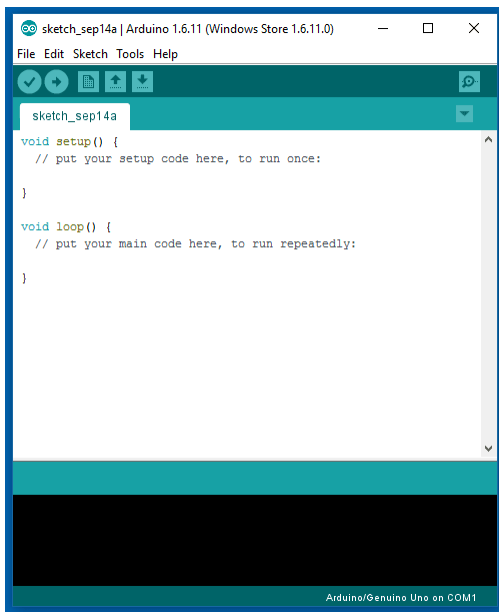 sketch_sep14a | Arduino 1.6.11 (Windows Store 1.6.11.0)
File Edit Sketch Tools Help
sketch_sep14a
void setup() {
  // put your setup code here, to run once:
}
void loop() {
  // put your main code here, to run repeatedly:
}
Arduino/Genuino Uno on COM1